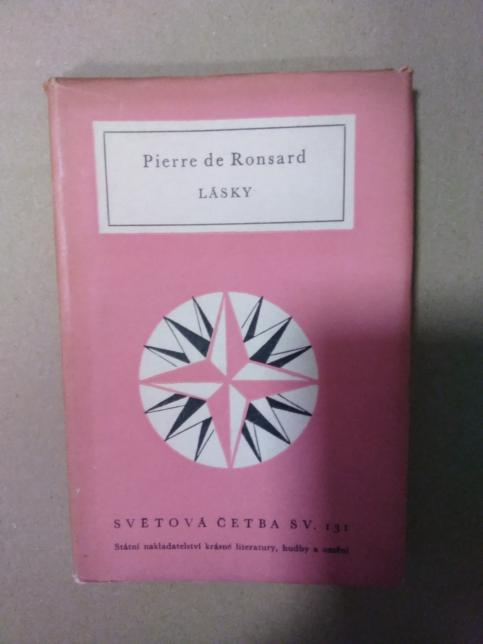 Pierre de Ronsard
LÁSKY
SVĚTOVÁ ČETBA SV. 131
Státní nakladatelství krásné literatury, hudby a umění